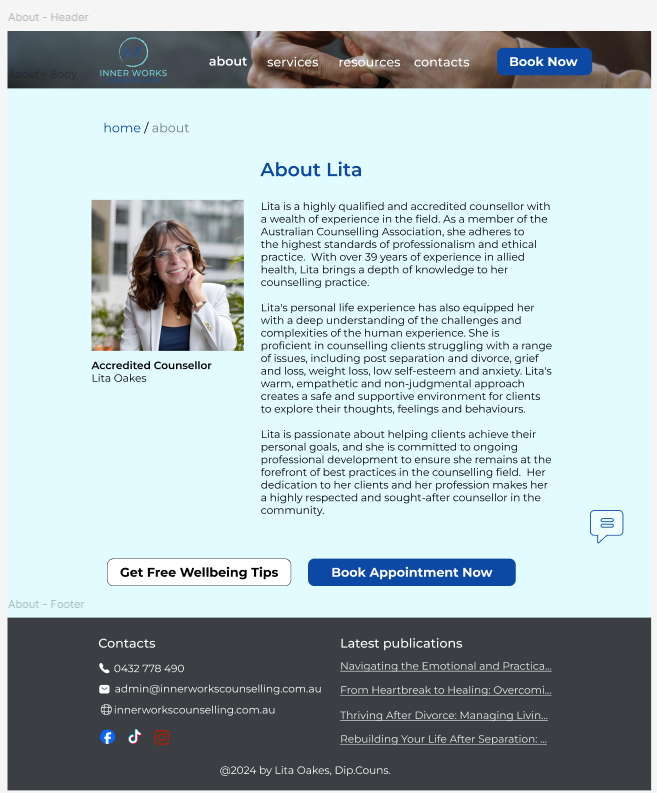 About - Header
INNER WORKS
about
services
resources
contacts
Book Now
About - Body
home / about
About Lita
Lita is a highly qualified and accredited counsellor with
a wealth of experience in the field. As a member of the
Australian Counselling Association, she adheres to
the highest standards of professionalism and ethical
practice.  With over 39 years of experience in allied
health, Lita brings a depth of knowledge to her
counselling practice.
Lita's personal life experience has also equipped her
with a deep understanding of the challenges and
complexities of the human experience. She is
proficient in counselling clients struggling with a range
of issues, including post separation and divorce, grief
and loss, weight loss, low self-esteem and anxiety. Lita's
warm, empathetic and non-judgmental approach
creates a safe and supportive environment for clients
to explore their thoughts, feelings and behaviours.
Lita is passionate about helping clients achieve their
personal goals, and she is committed to ongoing
professional development to ensure she remains at the
forefront of best practices in the counselling field.  Her
dedication to her clients and her profession makes her
a highly respected and sought-after counsellor in the
community.
Accredited Counsellor
Lita Oakes
Get Free Wellbeing Tips
Book Appointment Now
About - Footer
Contacts
0432 778 490
admin@innerworkscounselling.com.au
innerworkscounselling.com.au
Latest publications
Navigating the Emotional and Practica...
From Heartbreak to Healing: Overcomi...
Thriving After Divorce: Managing Livin...
Rebuilding Your Life After Separation: ...
@2024 by Lita Oakes, Dip.Couns.